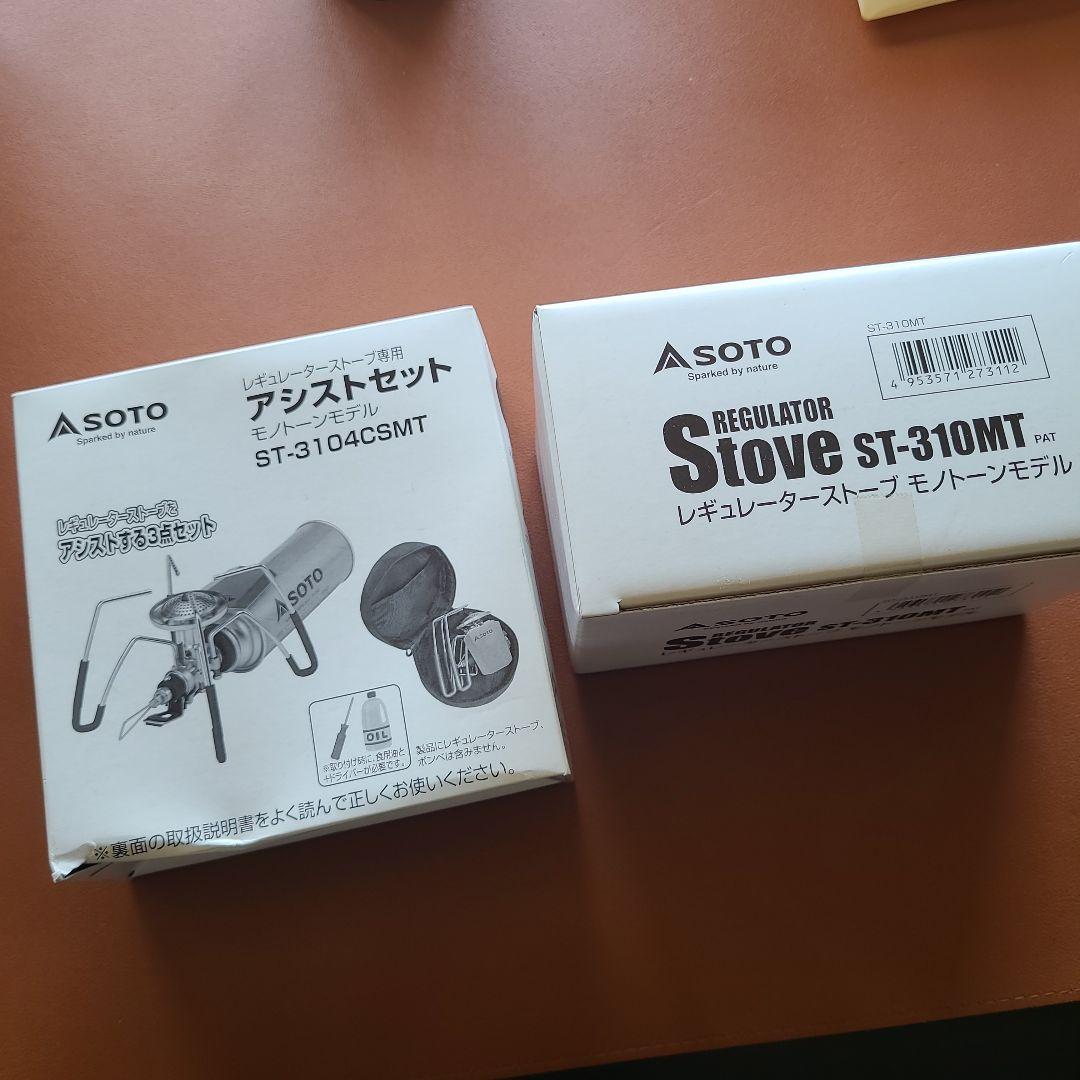 SOTO
Sparked by nature
レギュレーターストーブ専用
アシストセット
モノトーンモデル
ST-3104CSMT
レギュレーターストーブを
アシストする3点セット
SOTO
SOTO
OIL
※取り付け時に、食用油と
+ドライバーが必要です。
製品にレギュレーターストーブ、
ボンベは含みません。
※裏面の取扱説明書をよく読んで正しくお使いください。
SOTO
Sparked by nature
ST-310MT
4 953571 273112
REGULATOR
Stove ST-310MT PAT
レギュレーターストーブ モノトーンモデル
SOTO
REGULATOR
Stove ST-310MT